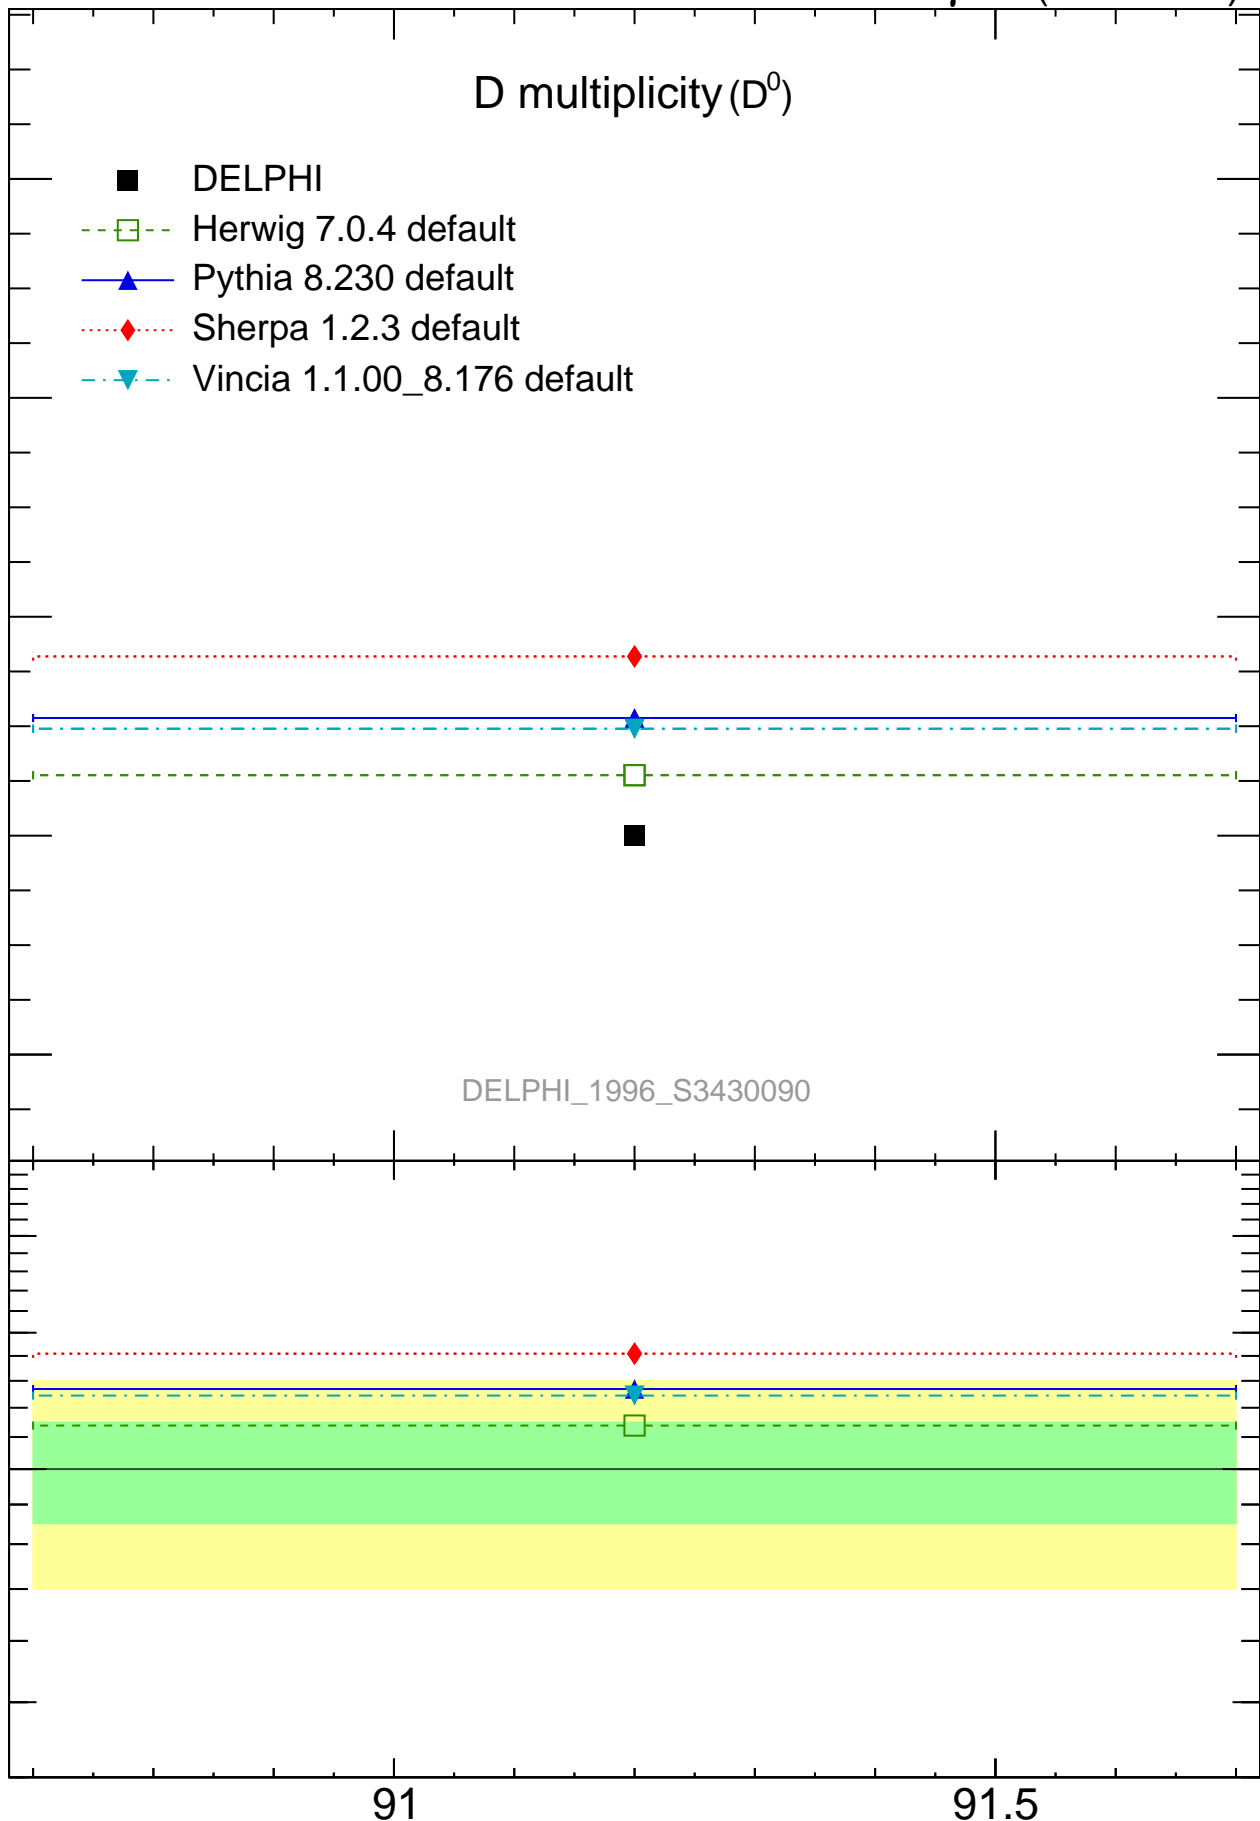 D multiplicity (D⁰)
DELPHI
Herwig 7.0.4 default
Pythia 8.230 default
Sherpa 1.2.3 default
Vincia 1.1.00_8.176 default
DELPHI_1996_S3430090
91
91.5